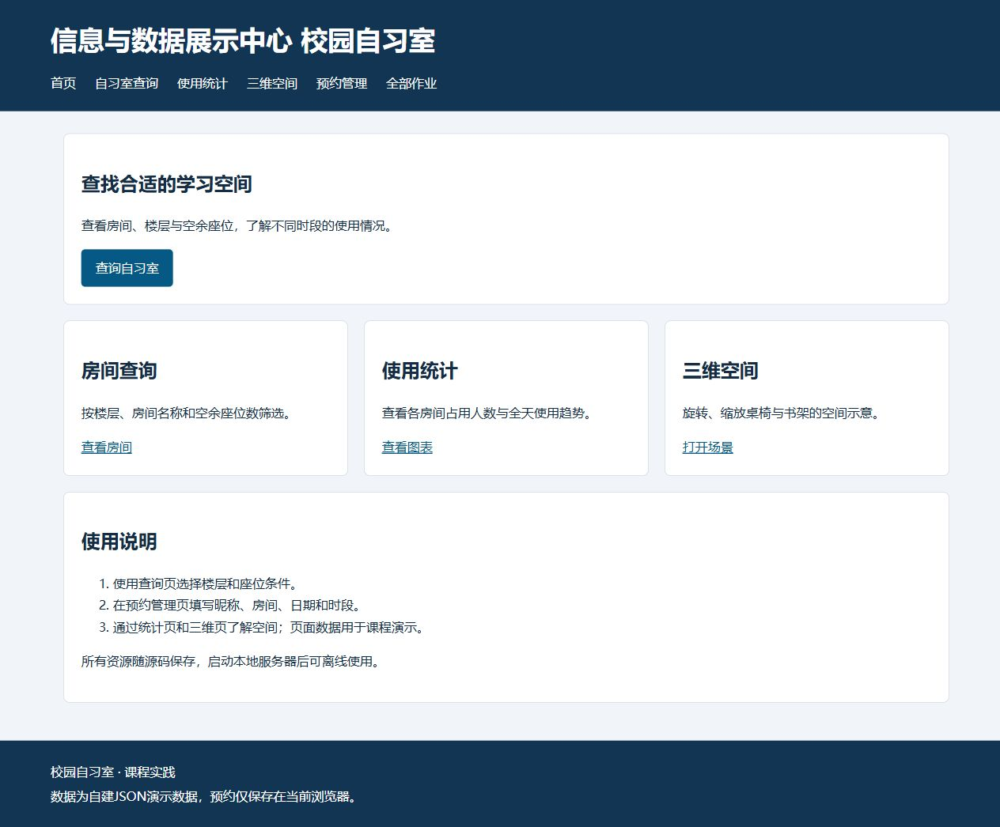 信息与数据展示中心 校园自习室
首页 自习室查询 使用统计 三维空间 预约管理 全部作业
查找合适的学习空间
查看房间、楼层与空余座位，了解不同时段的使用情况。
查询自习室
房间查询
按楼层、房间名称和空余座位数筛选。
查看房间
使用统计
查看各房间占用人数与全天使用趋势。
查看图表
三维空间
旋转、缩放桌椅与书架的空间示意。
打开场景
使用说明
1. 使用查询页选择楼层和座位条件。
2. 在预约管理页填写昵称、房间、日期和时段。
3. 通过统计页和三维页了解空间；页面数据用于课程演示。
所有资源随源码保存，启动本地服务器后可离线使用。
校园自习室 · 课程实践
数据为自建JSON演示数据，预约仅保存在当前浏览器。